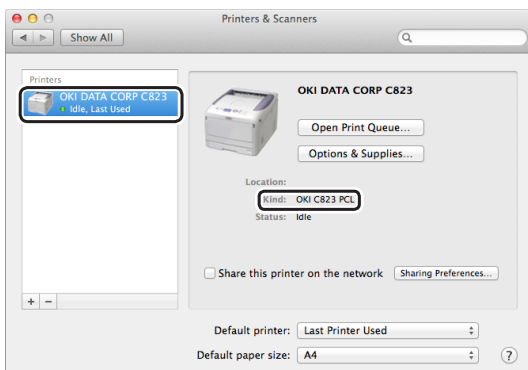 Printers & Scanners
Show All
Printers
OKI DATA CORP C823
Idle, Last Used
OKI DATA CORP C823
Open Print Queue...
Options & Supplies...
Location:
Kind: OKI C823 PCL
Status: Idle
Share this printer on the network Sharing Preferences...
+ –
Default printer: Last Printer Used
Default paper size: A4 ?